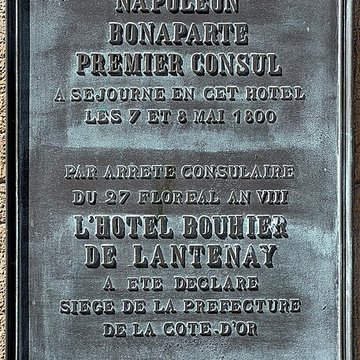 NAPOLEON
BONAPARTE
PREMIER CONSUL
A SEJOURNE EN CET HOTEL
LES 7 ET 8 MAI 1800
PAR ARRETE CONSULAIRE
DU 27 FLOREAL AN VIII
L'HOTEL BOUHIER
DE LANTENAY
A ETE DECLARE
SIEGE DE LA PREFECTURE
DE LA COTE-D'OR